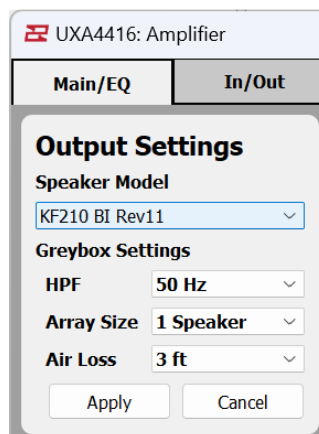 UXA4416: Amplifier
Main/EQ In/Out
Output Settings
Speaker Model
KF210 BI Rev11
Greybox Settings
HPF 50 Hz
Array Size 1 Speaker
Air Loss 3 ft
Apply Cancel